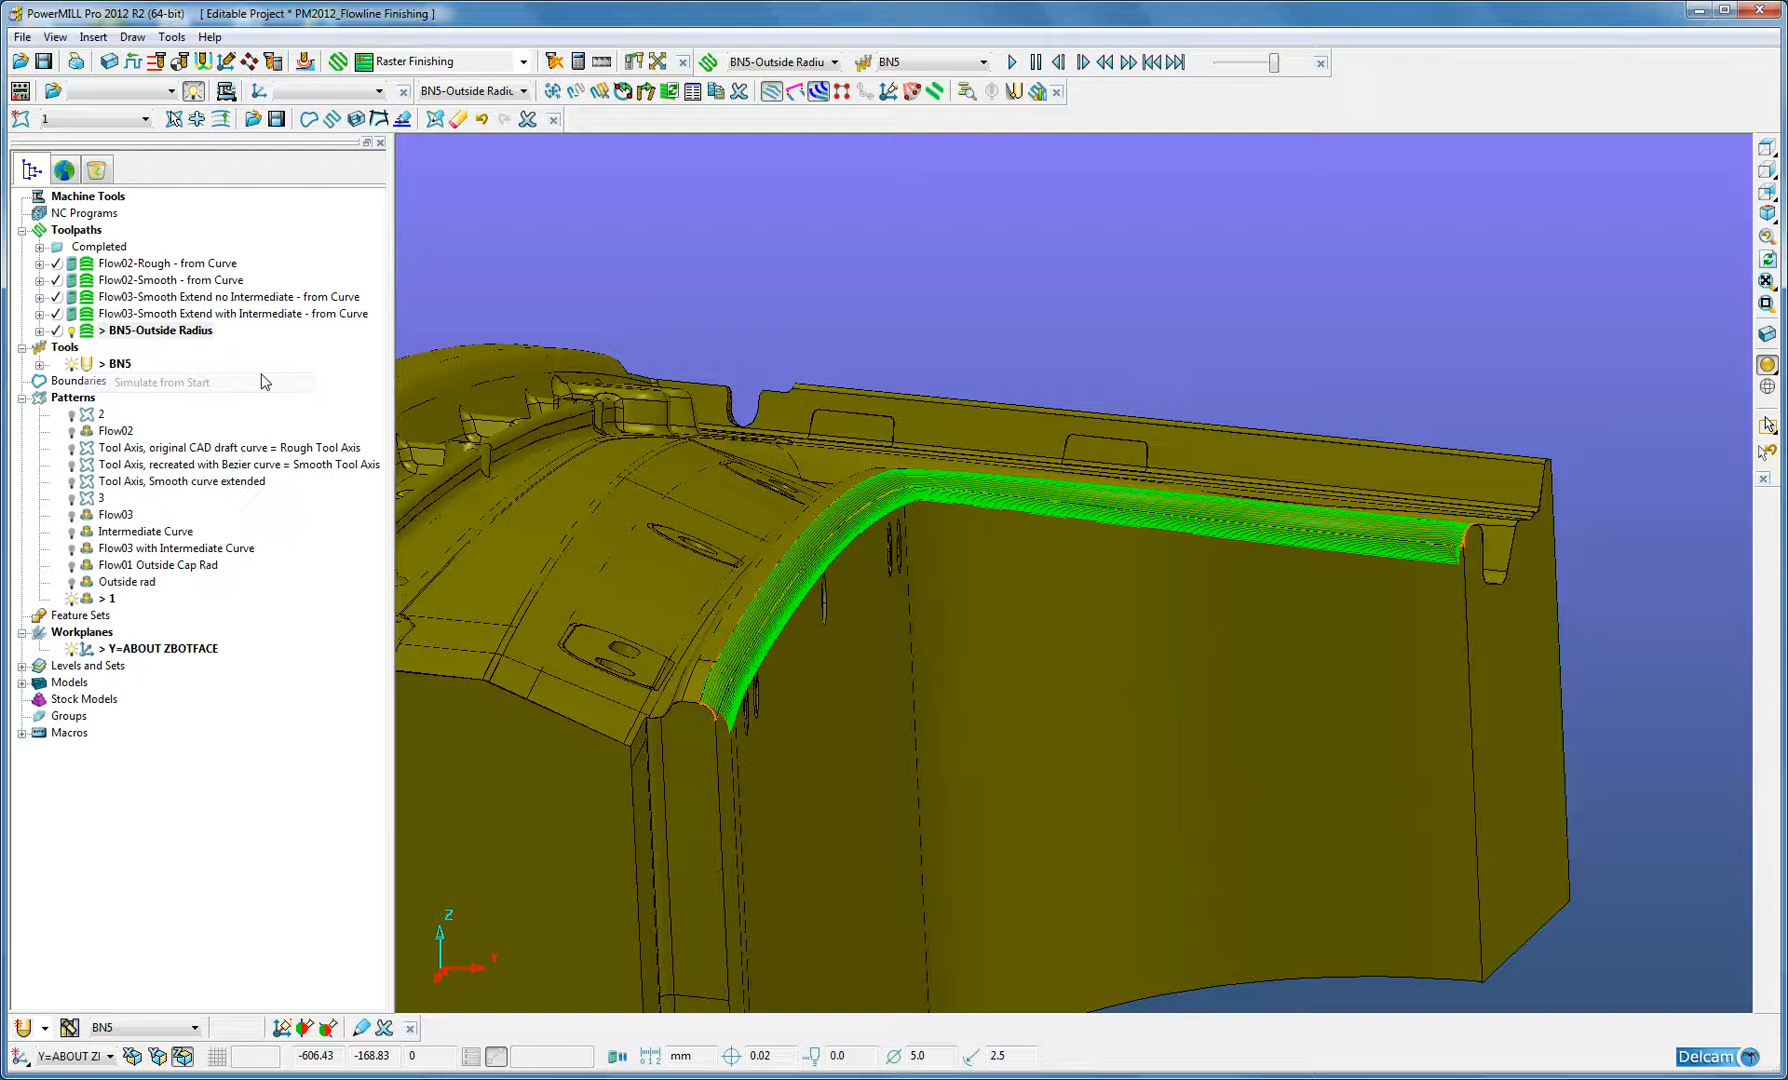 PowerMILL Pro 2012 R2 (64-bit) [ Editable Project * PM2012_Flowline Finishing ]
File View Insert Draw Tools Help
Raster Finishing BN5-Outside Radiu BN5
BN5-Outside Radiu
1
Machine Tools
NC Programs
Toolpaths
Completed
Flow02-Rough - from Curve
Flow02-Smooth - from Curve
Flow03-Smooth Extend no Intermediate - from Curve
Flow03-Smooth Extend with Intermediate - from Curve
> BN5-Outside Radius
Tools
> BN5
Boundaries Simulate from Start
Patterns
2
Flow02
Tool Axis, original CAD draft curve = Rough Tool Axis
Tool Axis, recreated with Bezier curve = Smooth Tool Axis
Tool Axis, Smooth curve extended
3
Flow03
Intermediate Curve
Flow03 with Intermediate Curve
Flow01 Outside Cap Rad
Outside rad
> 1
Feature Sets
Workplanes
> Y=ABOUT ZBOTFACE
Levels and Sets
Models
Stock Models
Groups
Macros
Z
Y
BN5
Y=ABOUT ZI -606.43 -168.83 0 mm 0.02 0.0 5.0 2.5 Delcam